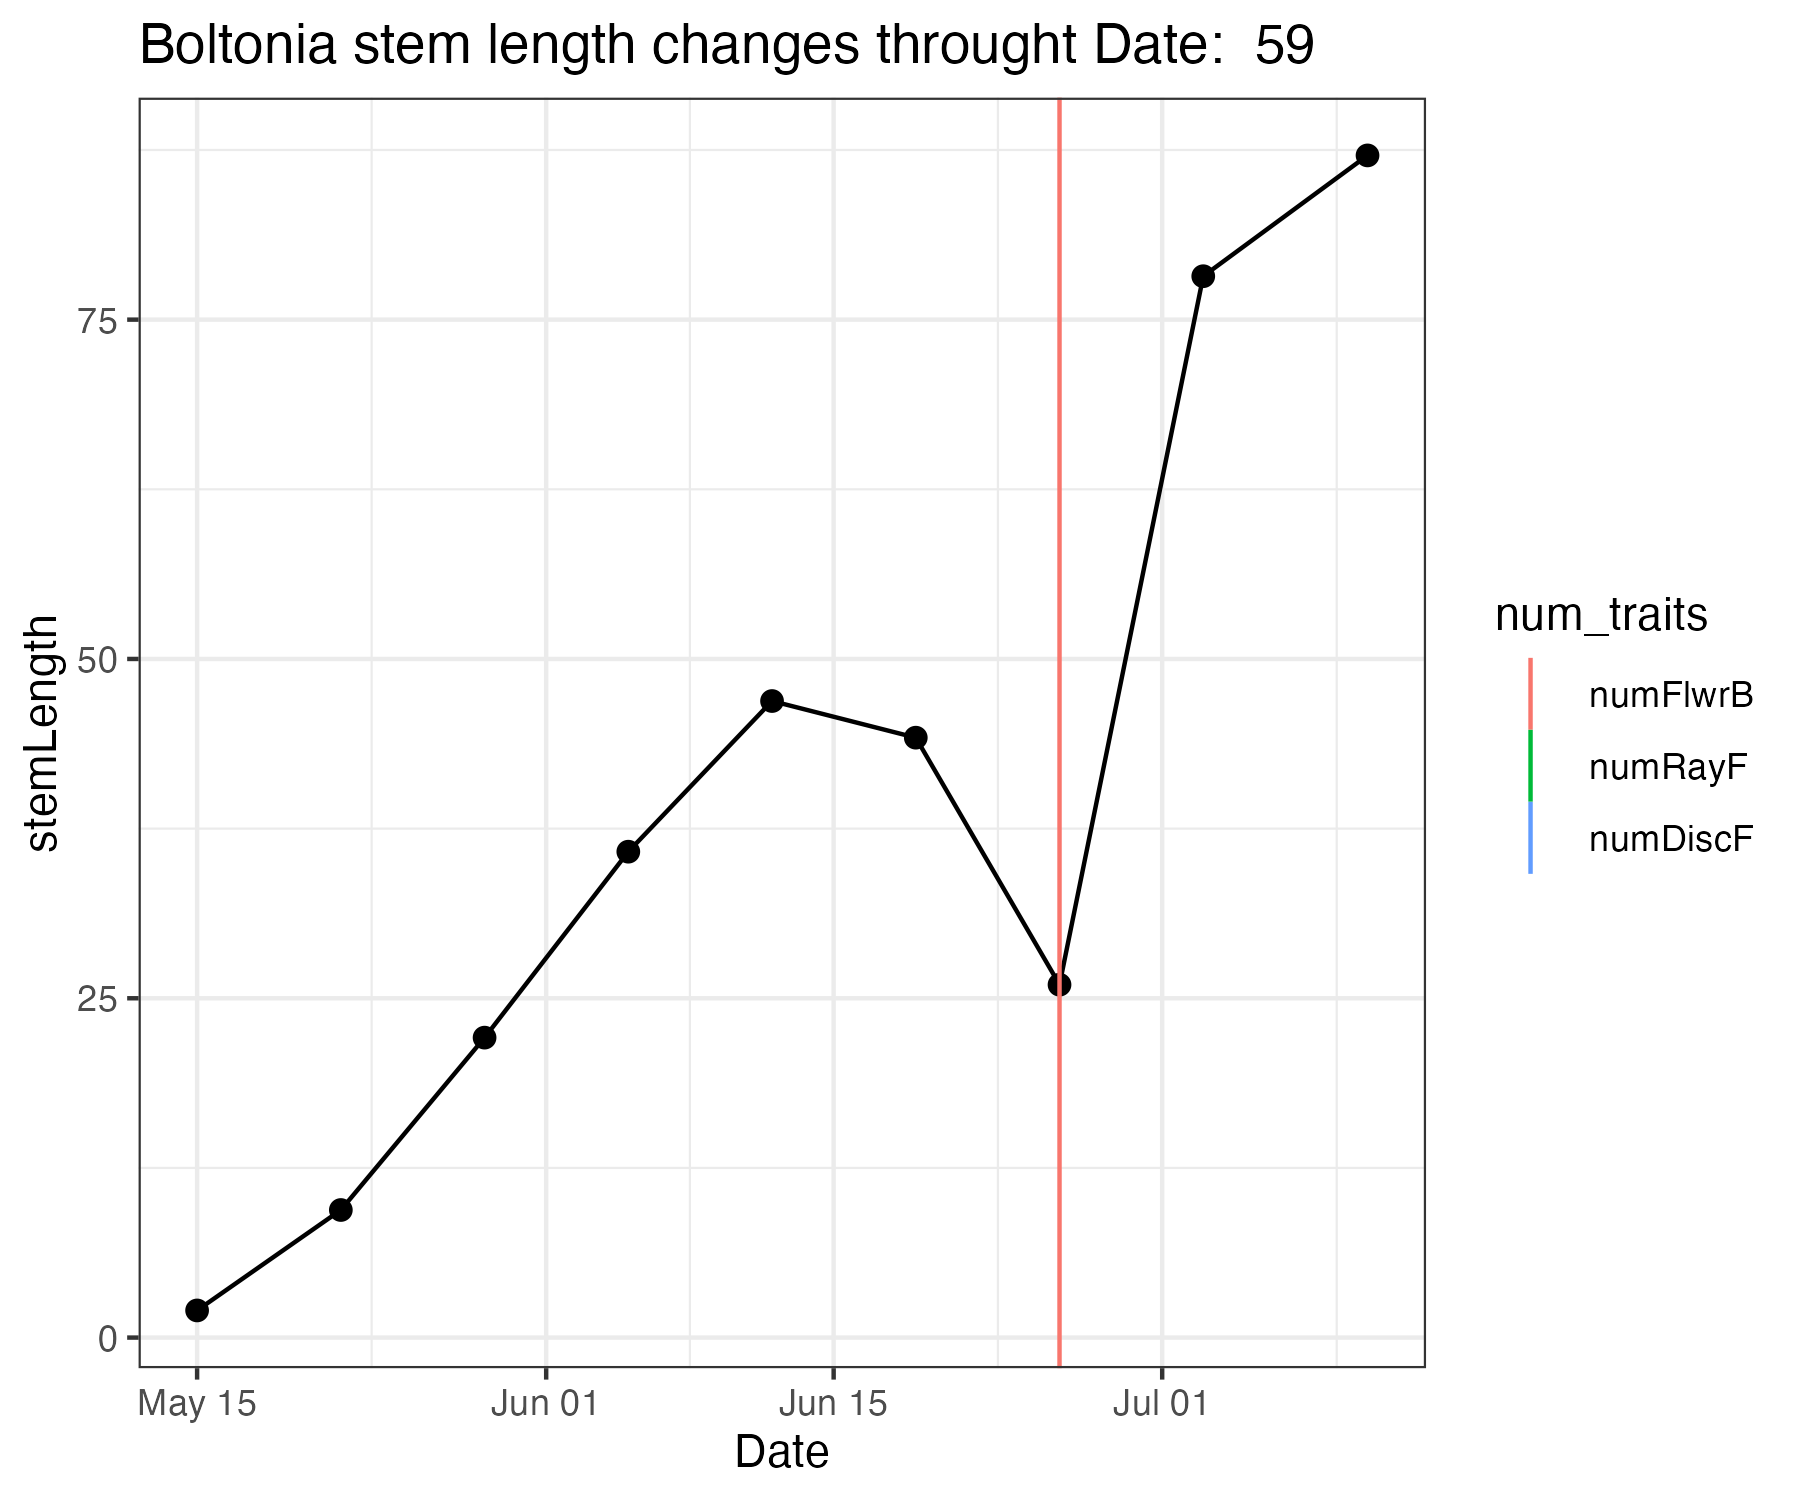 Boltonia stem length changes throught Date:  59
stemLength
75
50
25
0
May 15
Jun 01
Jun 15
Jul 01
Date
num_traits
numFlwrB
numRayF
numDiscF